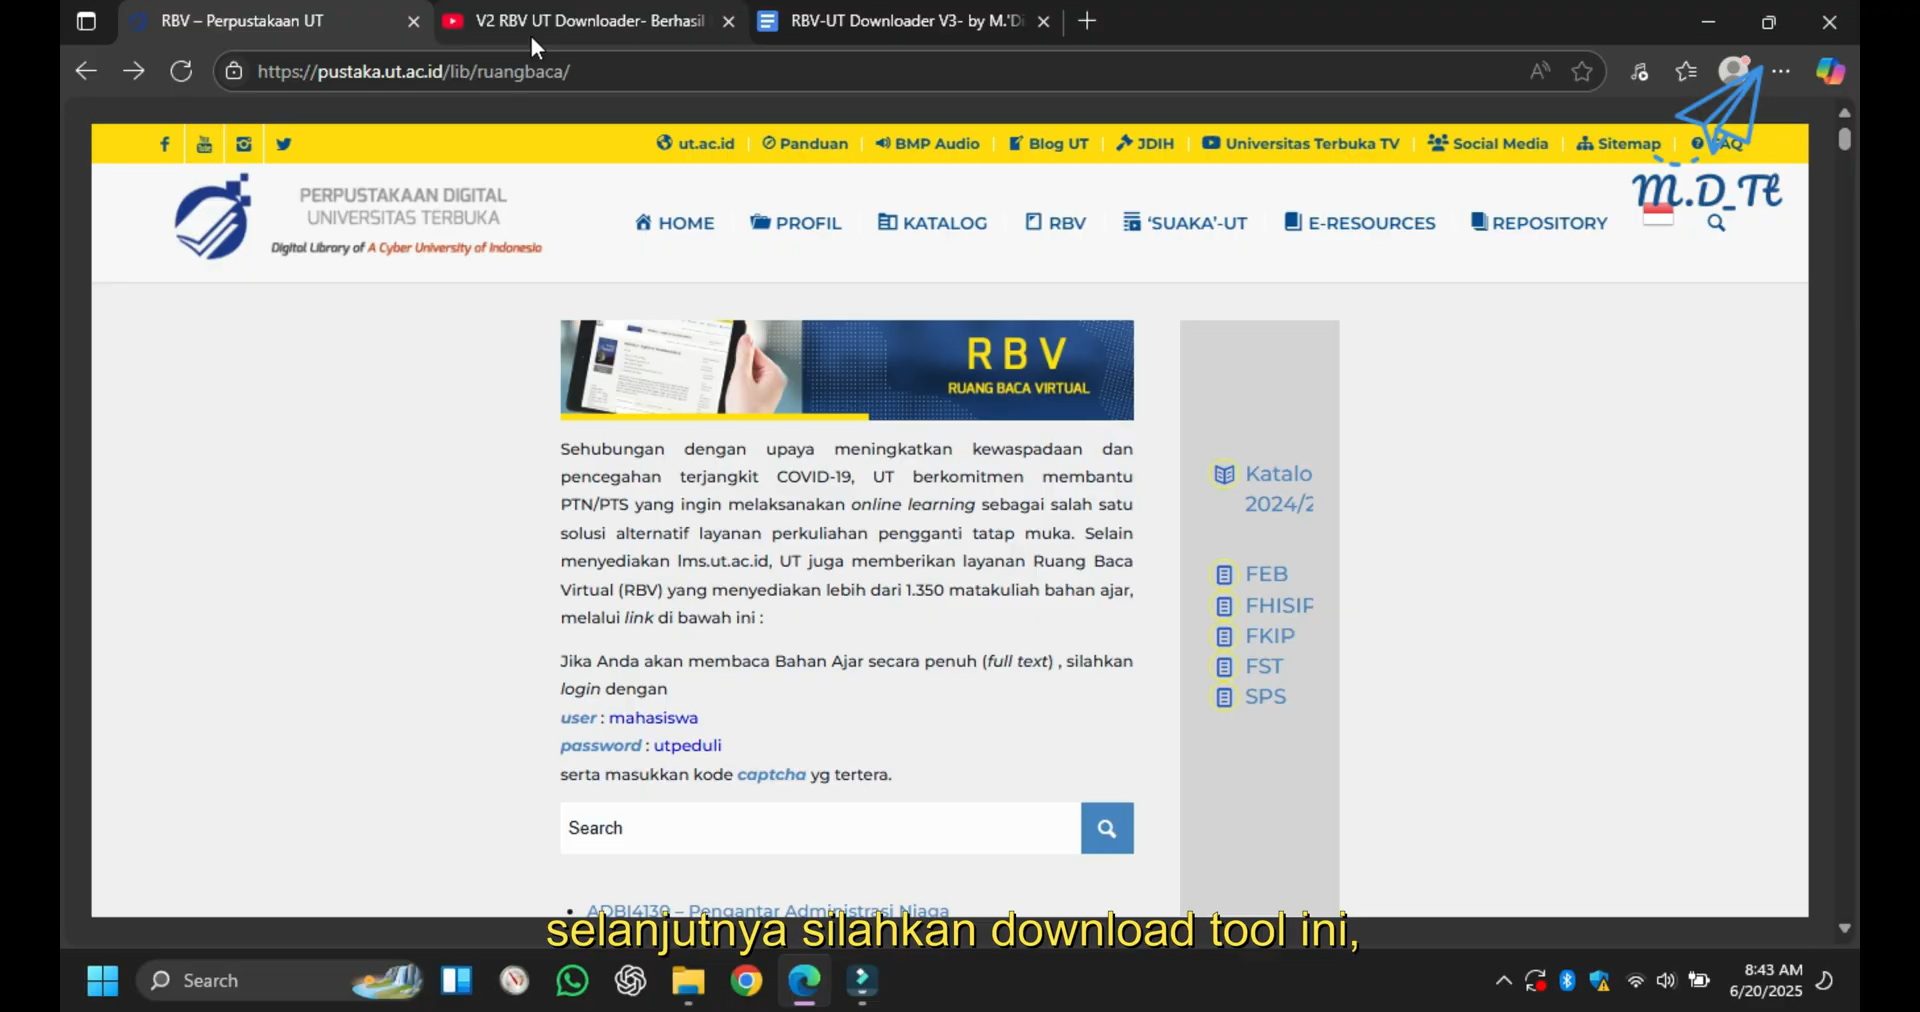 RBV – Perpustakaan UT
V2 RBV UT Downloader- Berhasil
RBV-UT Downloader V3- by M.'Di
https://pustaka.ut.ac.id/lib/ruangbaca/
ut.ac.id
Panduan
BMP Audio
Blog UT
JDIH
Universitas Terbuka TV
Social Media
Sitemap
FAQ
M.D_Tt
PERPUSTAKAAN DIGITAL
UNIVERSITAS TERBUKA
Digital Library of A Cyber University of Indonesia
HOME
PROFIL
KATALOG
RBV
‘SUAKA’-UT
E-RESOURCES
REPOSITORY
RBV
RUANG BACA VIRTUAL
Sehubungan dengan upaya meningkatkan kewaspadaan dan
pencegahan terjangkit COVID-19, UT berkomitmen membantu
PTN/PTS yang ingin melaksanakan online learning sebagai salah satu
solusi alternatif layanan perkuliahan pengganti tatap muka. Selain
menyediakan lms.ut.ac.id, UT juga memberikan layanan Ruang Baca
Virtual (RBV) yang menyediakan lebih dari 1.350 matakuliah bahan ajar,
melalui link di bawah ini :
Jika Anda akan membaca Bahan Ajar secara penuh (full text) , silahkan
login dengan
user : mahasiswa
password : utpeduli
serta masukkan kode captcha yg tertera.
Search
ADBI4130 – Pengantar Administrasi Niaga
Katalo
2024/2
FEB
FHISIP
FKIP
FST
SPS
selanjutnya silahkan download tool ini,
Search
8:43 AM
6/20/2025